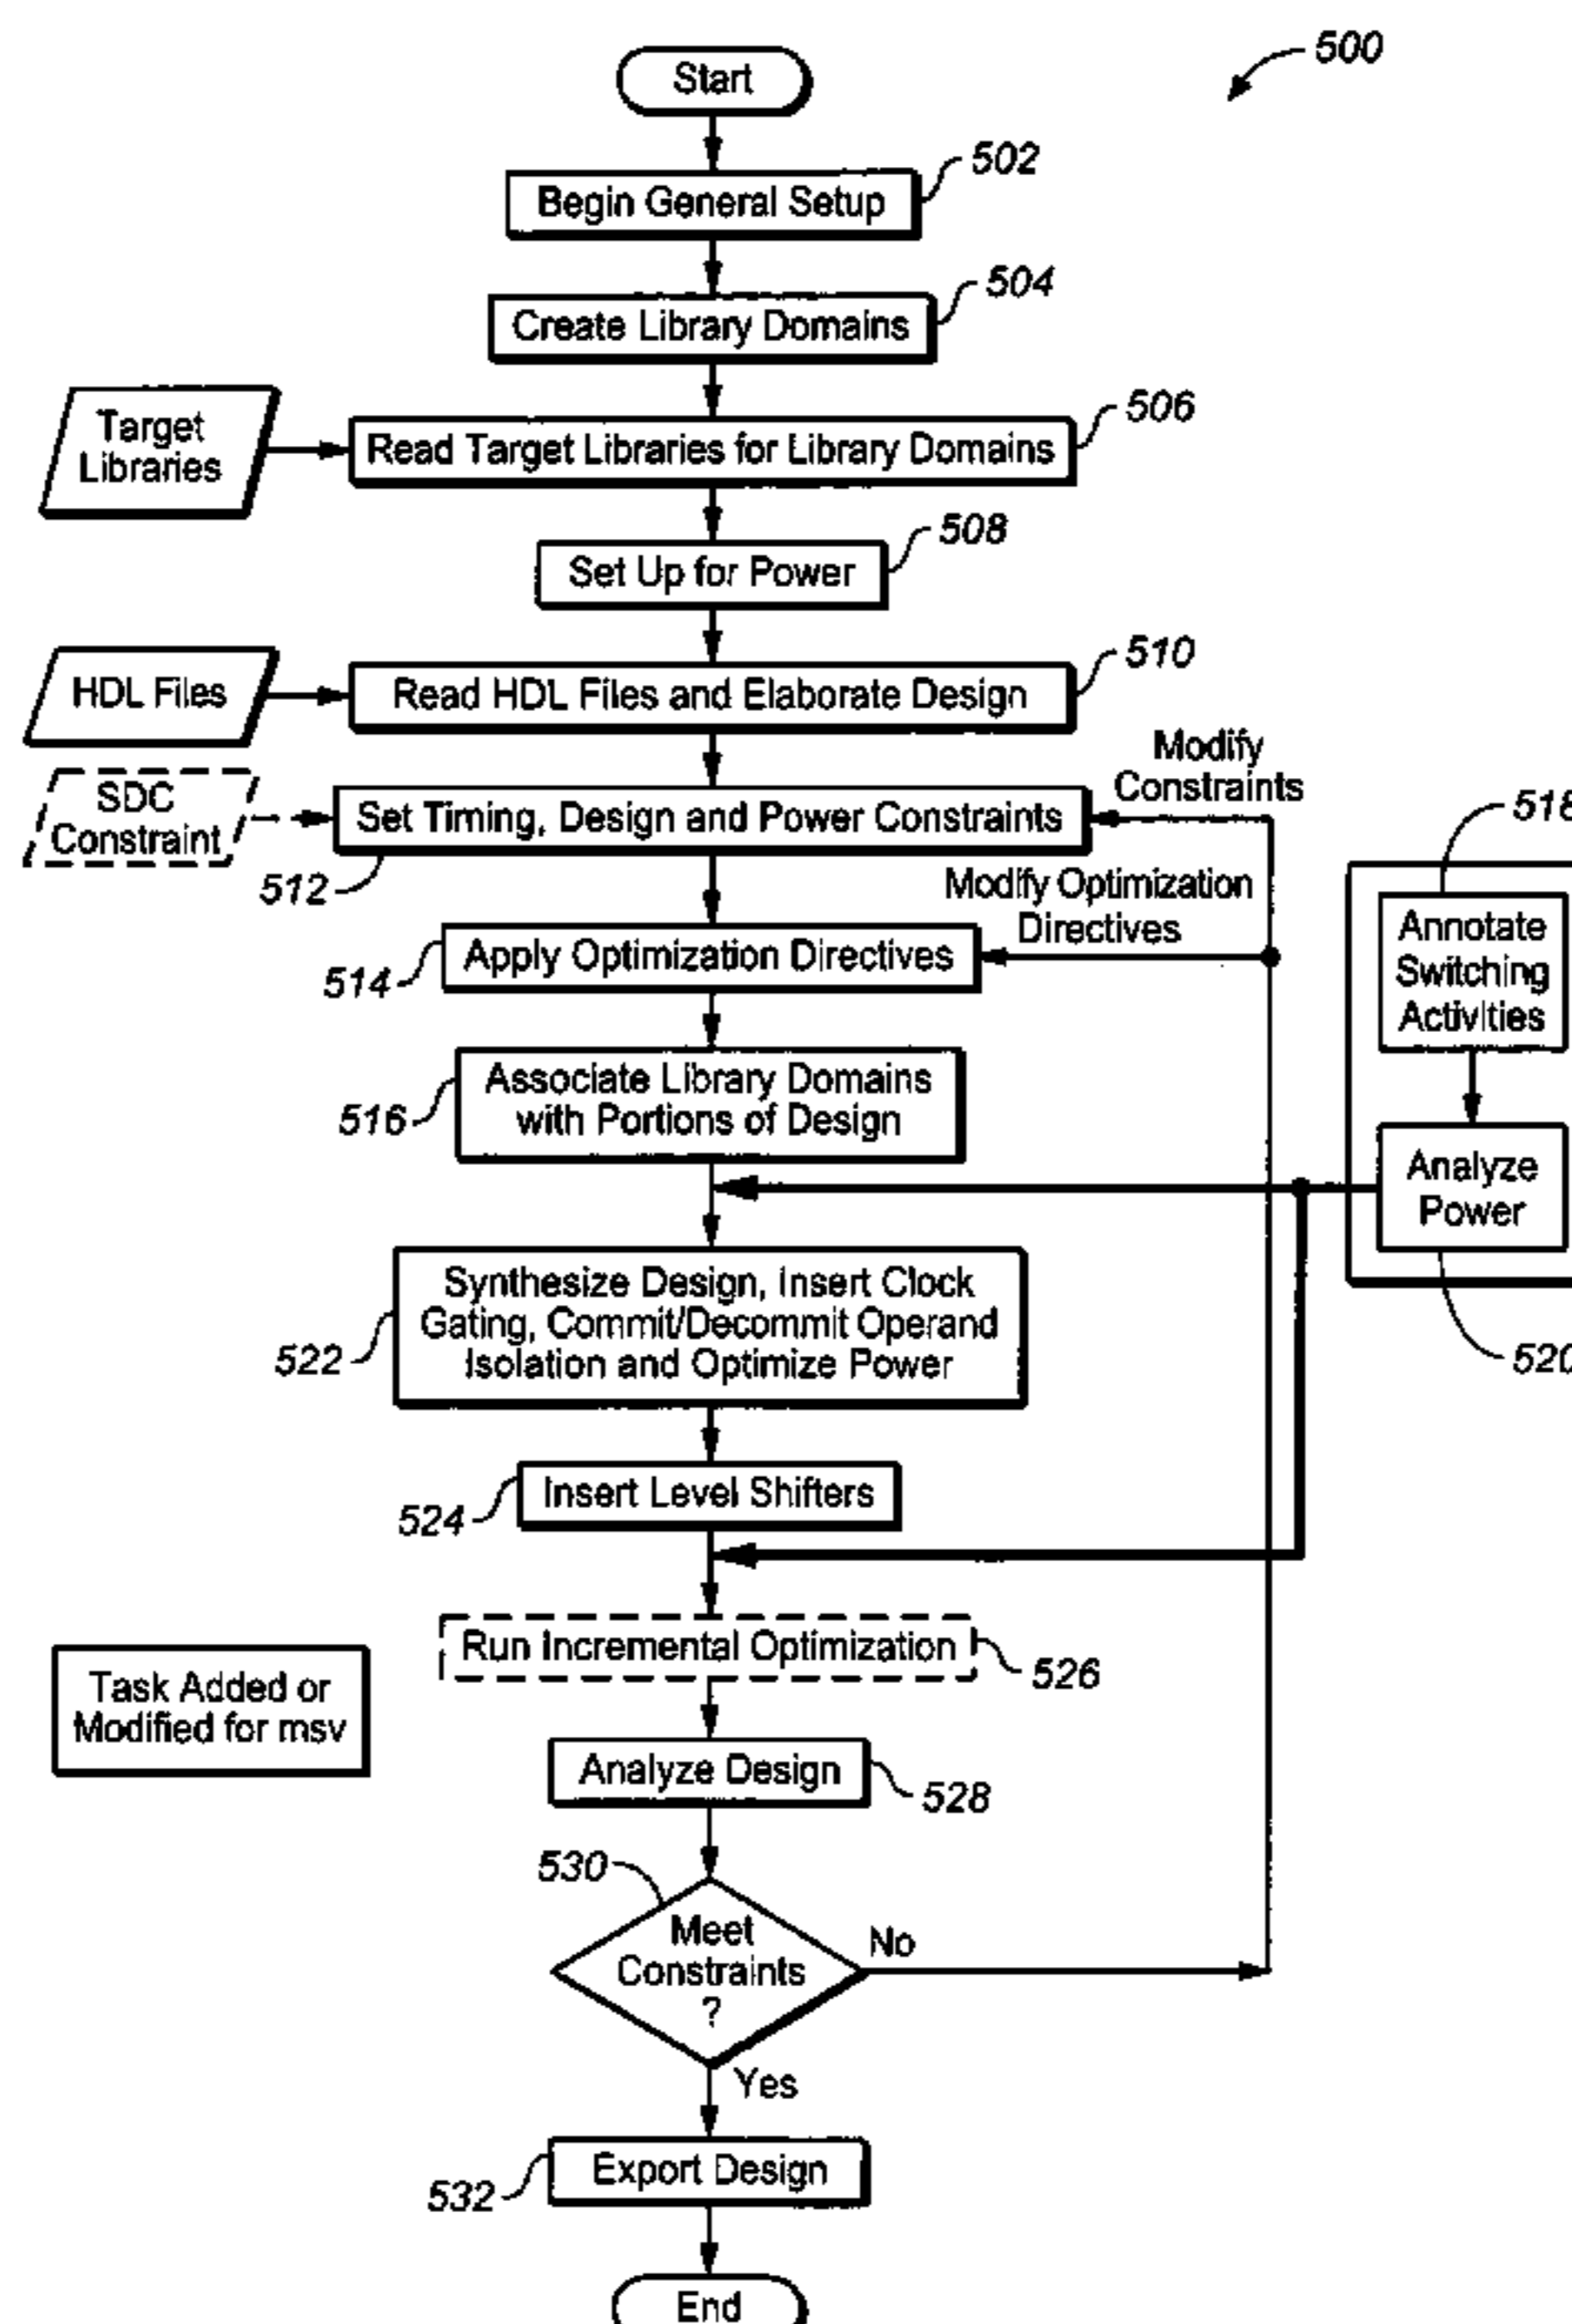 500
Start
502
Begin General Setup
504
Create Library Domains
506
Target
Libraries
Read Target Libraries for Library Domains
508
Set Up for Power
510
HDL Files
Read HDL Files and Elaborate Design
Modify
Constraints
SDC
Constraint
Set Timing, Design and Power Constraints
512
518
Modify Optimization
Directives
Apply Optimization Directives
514
Annotate
Switching
Activities
Associate Library Domains
with Portions of Design
516
Analyze
Power
520
Synthesize Design, Insert Clock
Gating, Commit/Decommit Operand
Isolation and Optimize Power
522
Insert Level Shifters
524
Run Incremental Optimization
526
Task Added or
Modified for msv
Analyze Design
528
530
Meet
Constraints
?
No
Yes
Export Design
532
End